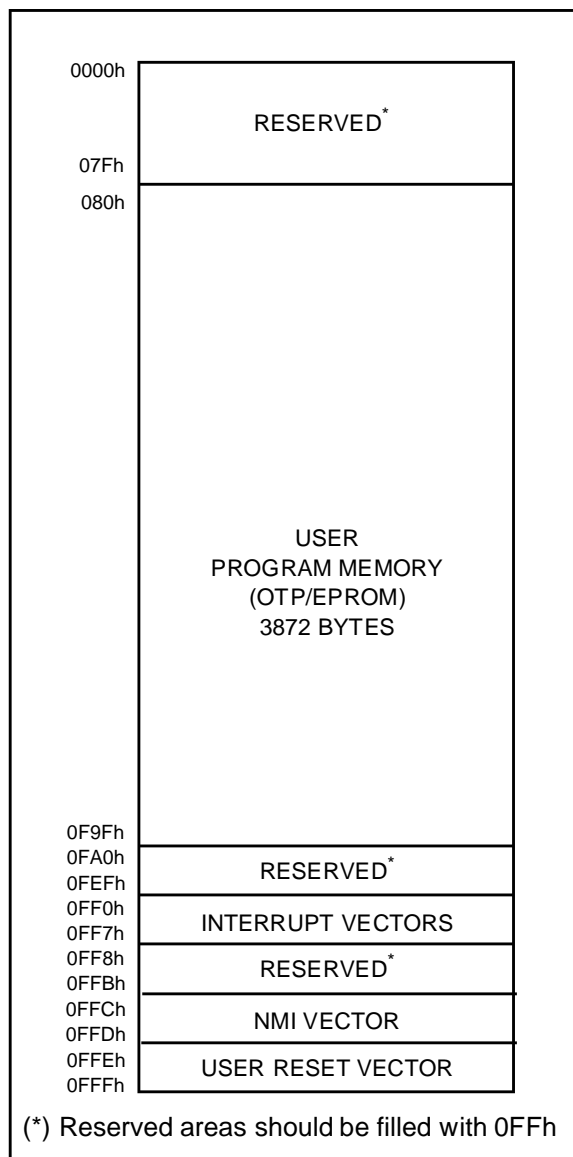 0000h
RESERVED*
07Fh
080h
USER
PROGRAM MEMORY
(OTP/EPROM)
3872 BYTES
0F9Fh
0FA0h
RESERVED*
0FEFh
0FF0h
INTERRUPT VECTORS
0FF7h
0FF8h
RESERVED*
0FFBh
0FFCh
NMI VECTOR
0FFDh
0FFEh
USER RESET VECTOR
0FFFh
(*) Reserved areas should be filled with 0FFh